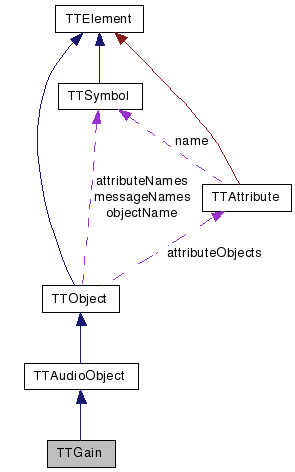 TTElement
TTSymbol
name
attributeNames
messageNames
objectName
TTAttribute
attributeObjects
TTObject
TTAudioObject
TTGain